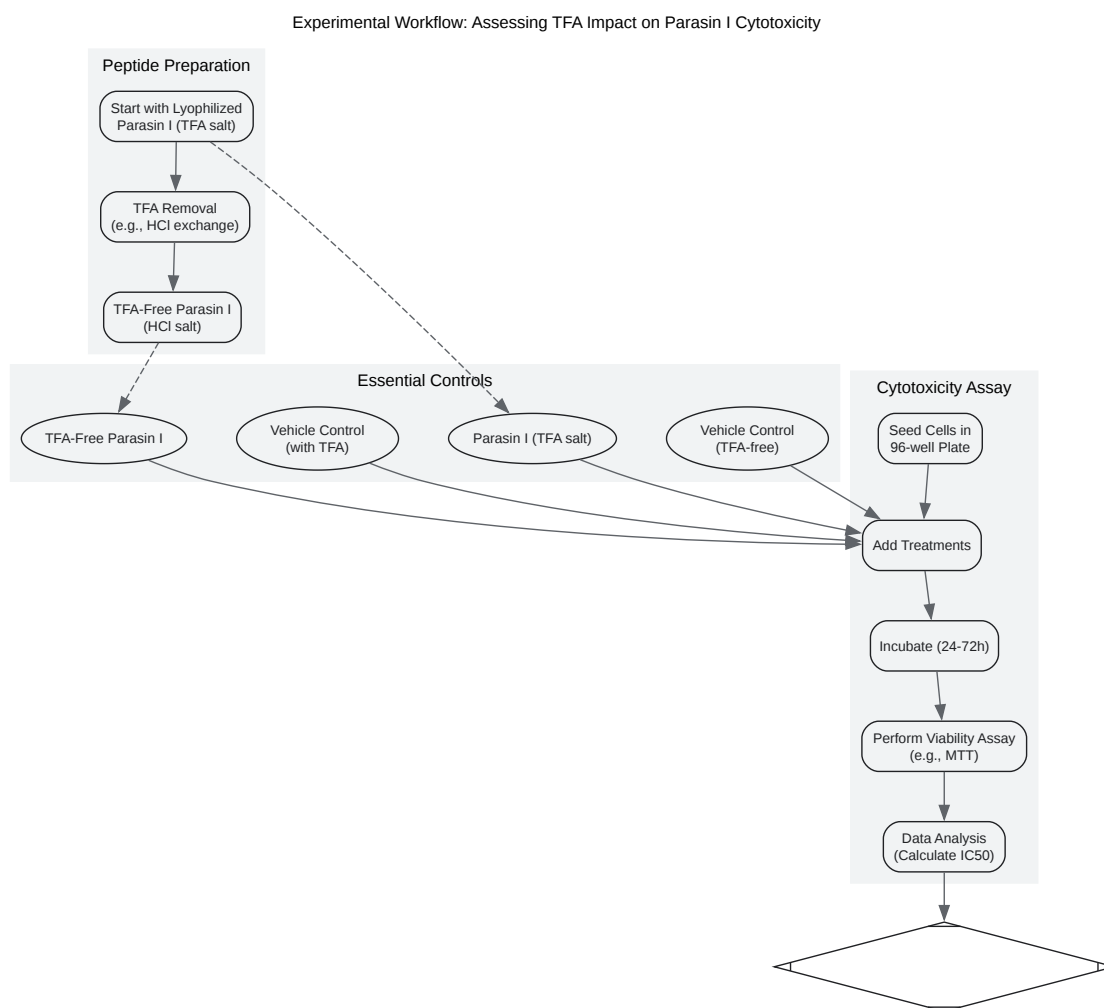 Experimental Workflow: Assessing TFA Impact on Parasin I Cytotoxicity
Peptide Preparation
Start with Lyophilized
Parasin I (TFA salt)
TFA Removal
(e.g., HCl exchange)
TFA-Free Parasin I
(HCl salt)
Essential Controls
TFA-Free Parasin I
Vehicle Control
(with TFA)
Parasin I (TFA salt)
Vehicle Control
(TFA-free)
Cytotoxicity Assay
Seed Cells in
96-well Plate
Add Treatments
Incubate (24-72h)
Perform Viability Assay
(e.g., MTT)
Data Analysis
(Calculate IC50)